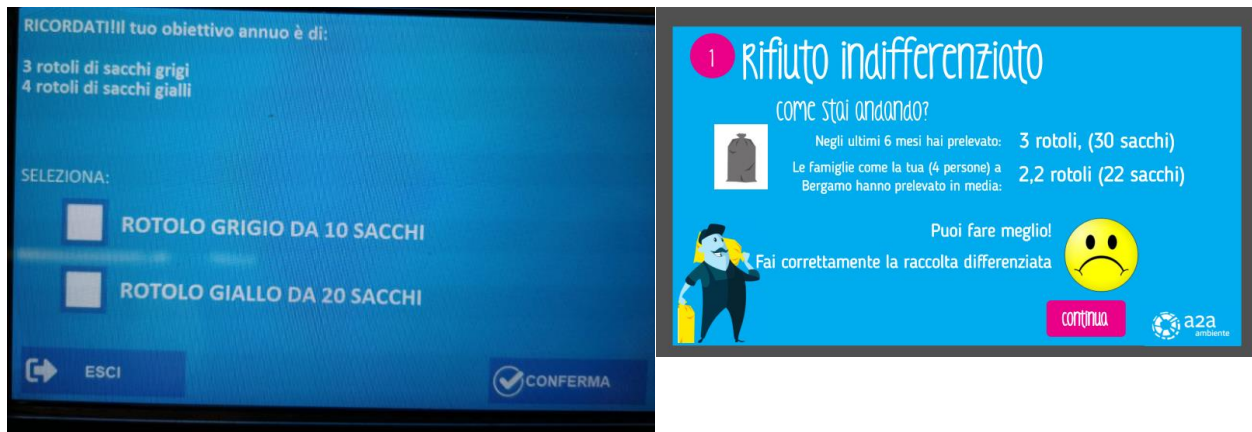 RICORDATI!!Il tuo obiettivo annuo è di:
3 rotoli di sacchi grigi
4 rotoli di sacchi gialli
SELEZIONA:
ROTOLO GRIGIO DA 10 SACCHI
ROTOLO GIALLO DA 20 SACCHI
ESCI
CONFERMA
1 Rifiuto indifferenziato
come stai andando?
Negli ultimi 6 mesi hai prelevato: 3 rotoli, (30 sacchi)
Le famiglie come la tua (4 persone) a
Bergamo hanno prelevato in media: 2,2 rotoli (22 sacchi)
Puoi fare meglio!
Fai correttamente la raccolta differenziata
continua
a2a
ambiente